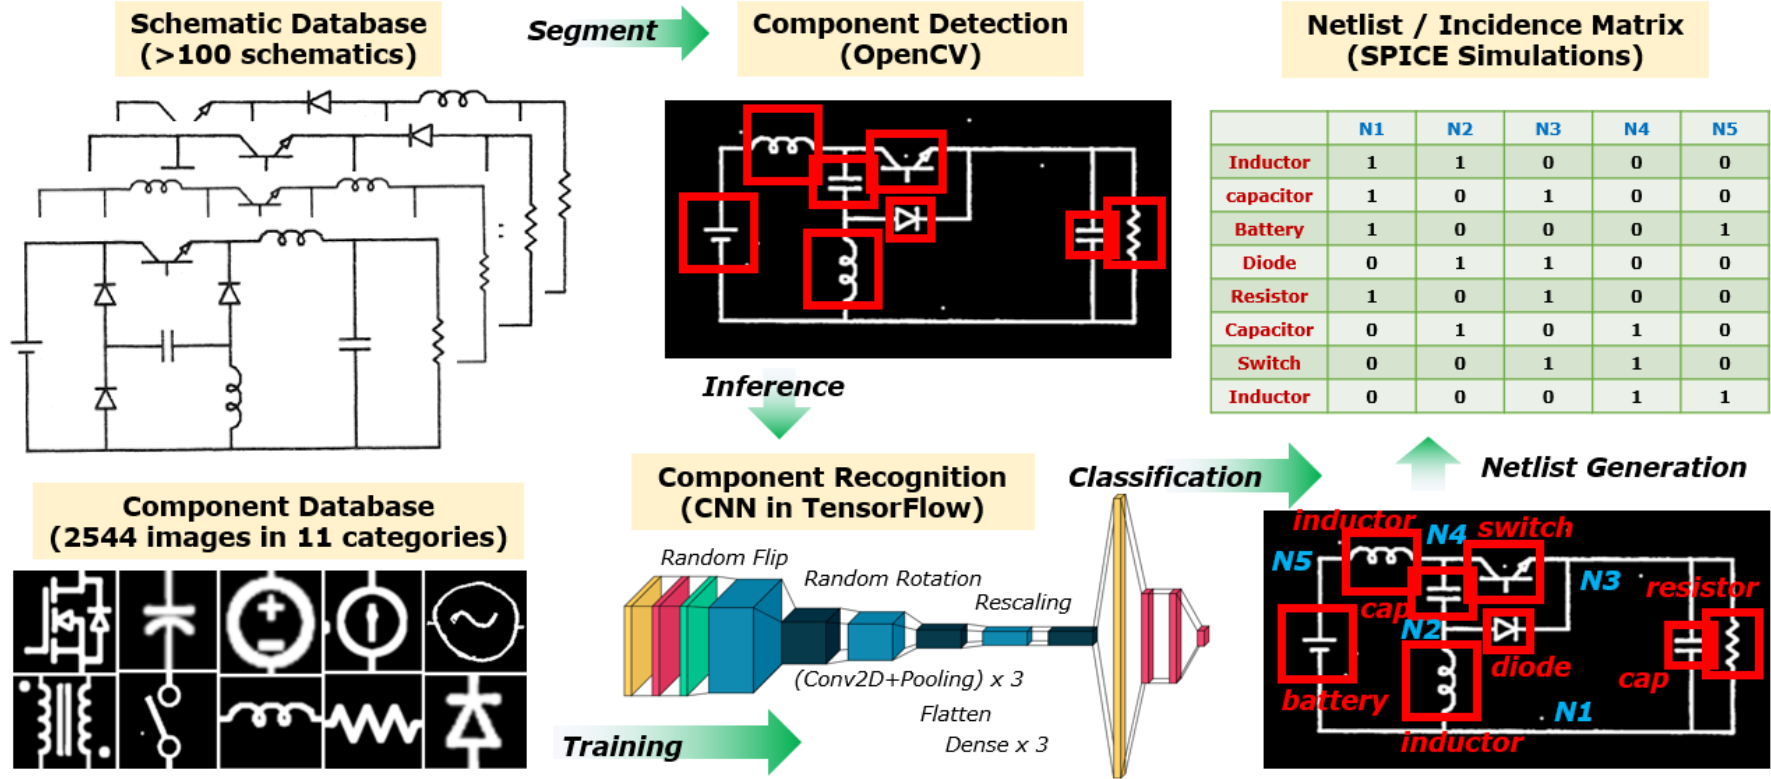 Schematic Database
(>100 schematics)
Segment
Component Detection
(OpenCV)
Netlist / Incidence Matrix
(SPICE Simulations)
N1 N2 N3 N4 N5
Inductor 1 1 0 0 0
capacitor 1 0 1 0 0
Battery 1 0 0 0 1
Diode 0 1 1 0 0
Resistor 1 0 1 0 0
Capacitor 0 1 0 1 0
Switch 0 0 1 1 0
Inductor 0 0 0 1 1
Inference
Component Recognition
(CNN in TensorFlow)
Classification
Netlist Generation
Component Database
(2544 images in 11 categories)
Random Flip
Random Rotation
Rescaling
(Conv2D+Pooling) x 3
Flatten
Dense x 3
Training
inductor
N4
switch
N5
N3
resistor
cap
N2
diode
cap
battery
N1
inductor